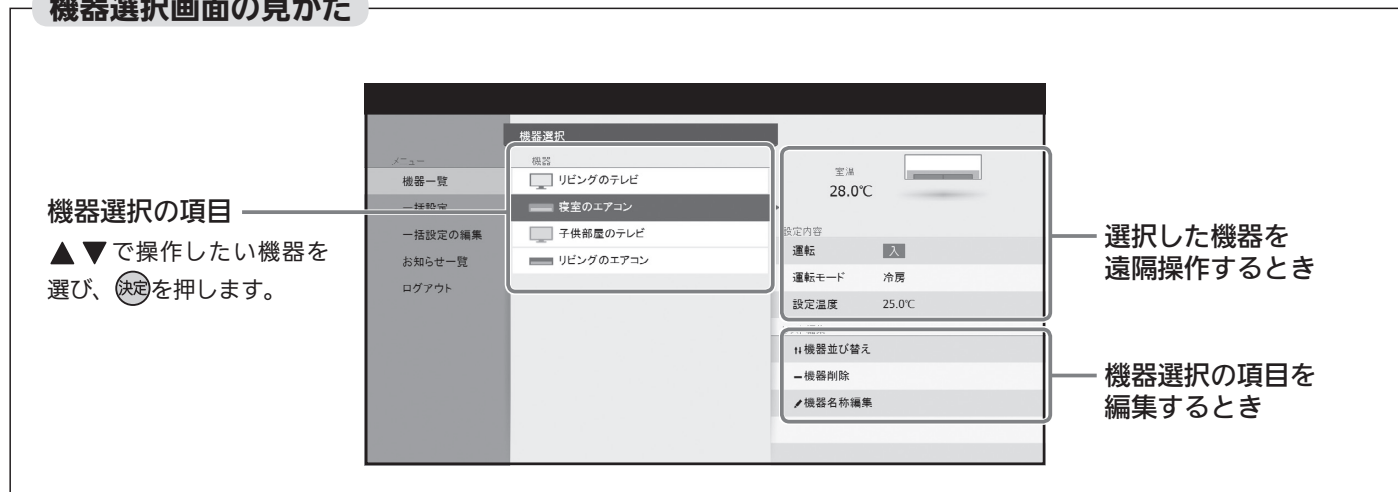 機器選択画面の見かた
機器選択の項目
▲▼で操作したい機器を
選び、決定を押します。
メニュー
機器一覧
一括設定
一括設定の編集
お知らせ一覧
ログアウト
機器選択
機器
リビングのテレビ
寝室のエアコン
子供部屋のテレビ
リビングのエアコン
室温
28.0℃
設定内容
運転 入
運転モード 冷房
設定温度 25.0℃
機器並び替え
機器削除
機器名称編集
選択した機器を
遠隔操作するとき
機器選択の項目を
編集するとき